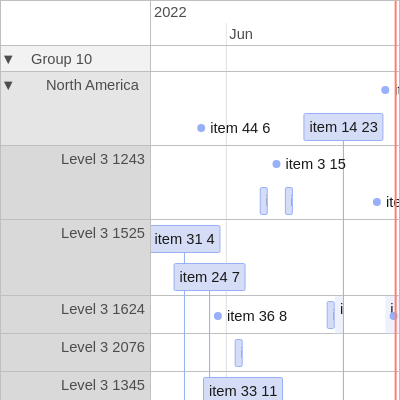 2022
Jun
▼ Group 10
▼ North America
item 44 6
item 14 23
Level 3 1243
item 3 15
Level 3 1525
item 31 4
item 24 7
Level 3 1624
item 36 8
Level 3 2076
Level 3 1345
item 33 11